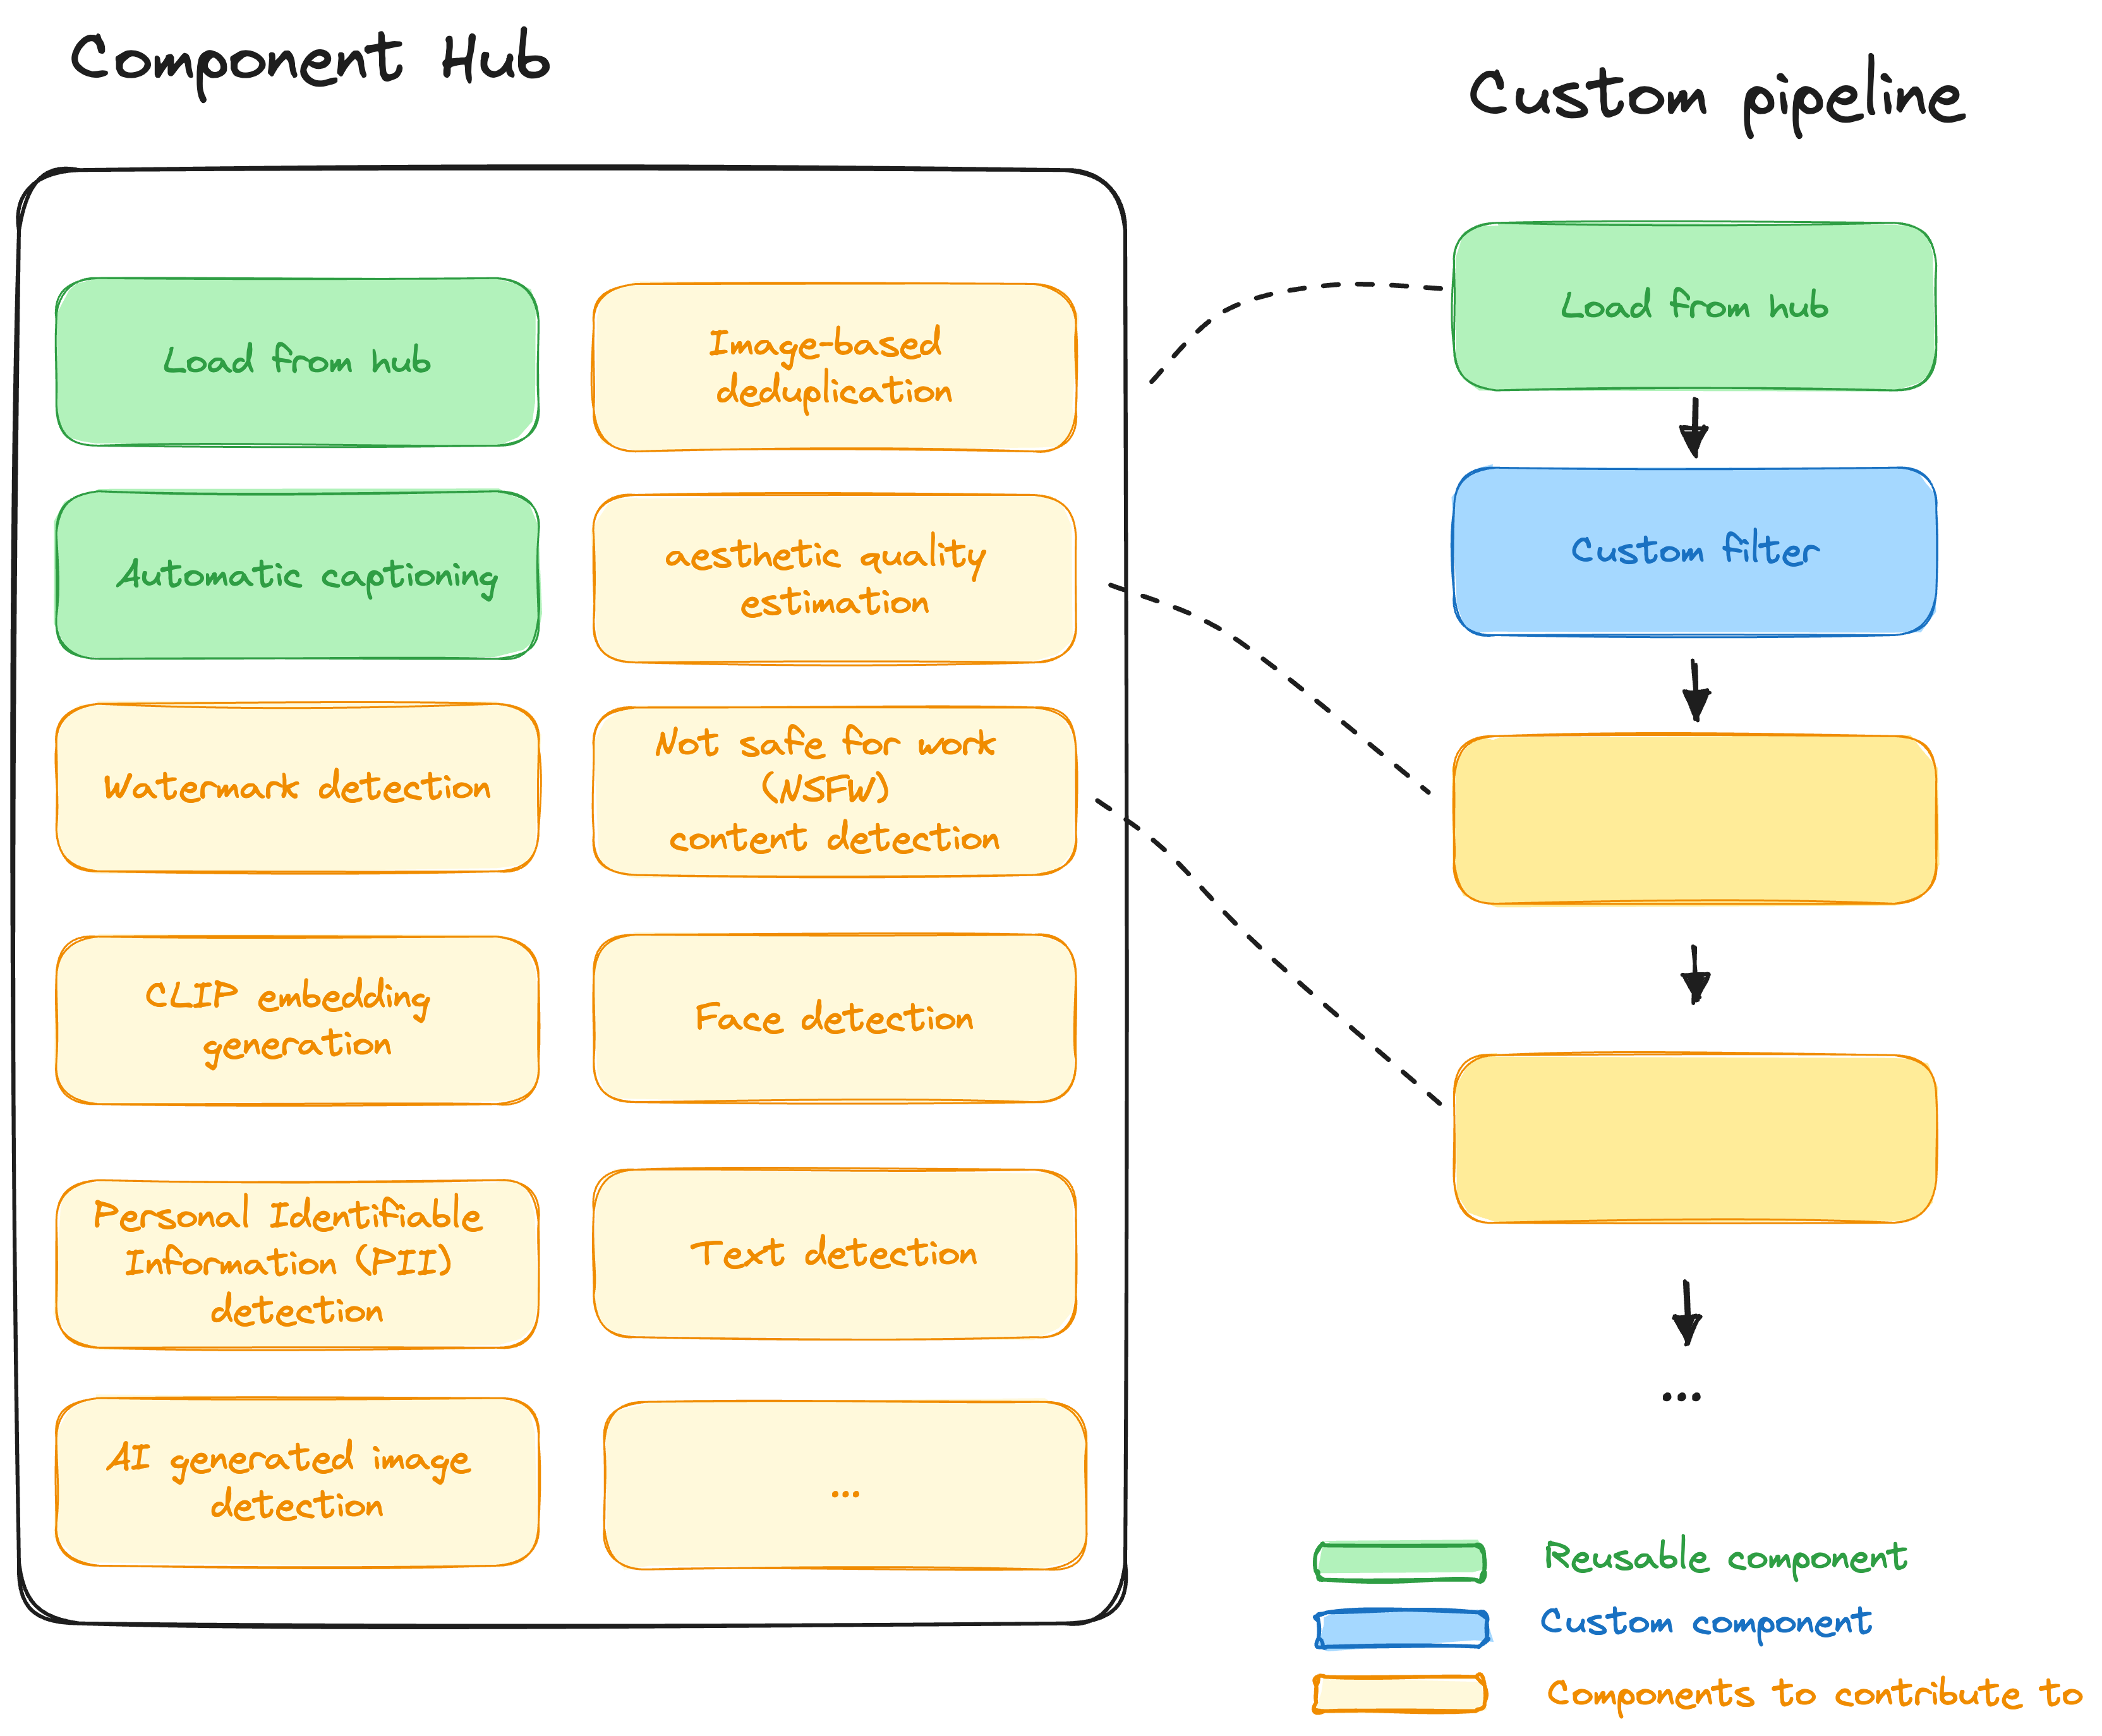 Component Hub
Load from hub
Image-based
deduplication
Automatic captioning
aesthetic quality
estimation
Watermark detection
Not safe for work
(NSFW)
content detection
CLIP embedding
generation
Face detection
Personal Identifiable
Information (PII)
detection
Text detection
AI generated image
detection
...
Custom pipeline
Load from hub
Custom filter
...
Reusable component
Custom component
Components to contribute to